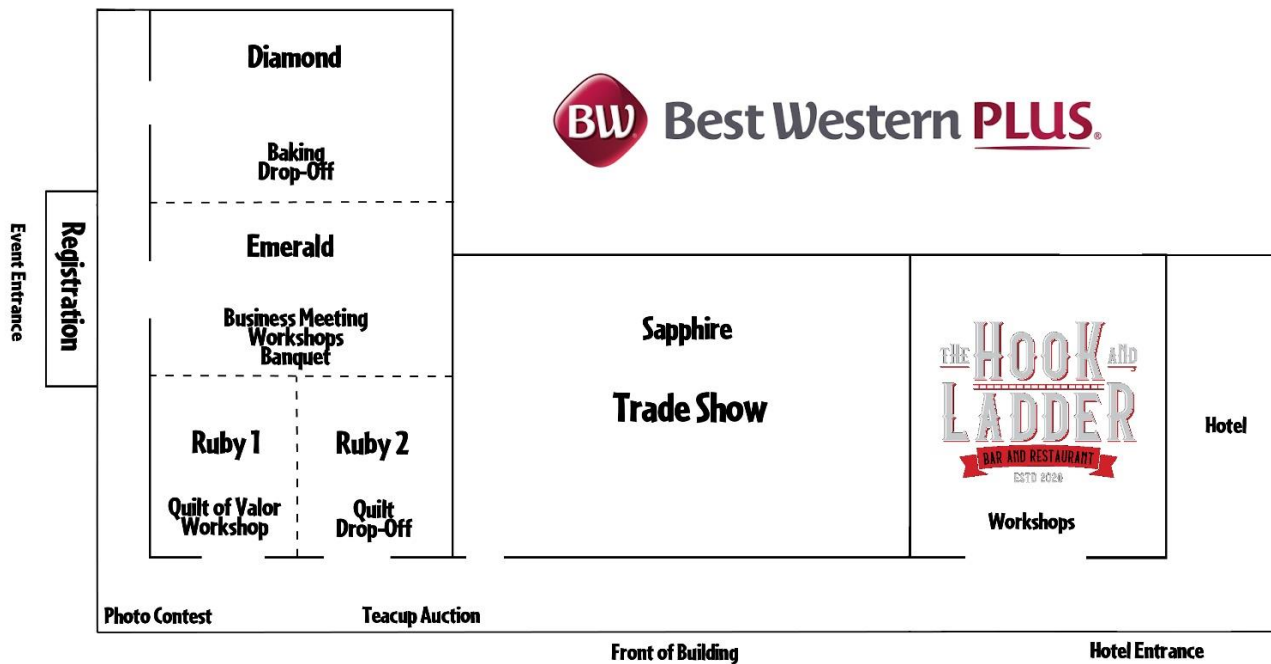 Diamond
Baking
Drop-Off
BW
Best Western PLUS®
Event Entrance
Registration
Emerald
Business Meeting
Workshops
Banquet
Ruby 1
Quilt of Valor
Workshop
Ruby 2
Quilt
Drop-Off
Sapphire
Trade Show
THE HOOK AND
LADDER
BAR AND RESTAURANT
ESTD 2020
Workshops
Hotel
Photo Contest
Teacup Auction
Front of Building
Hotel Entrance